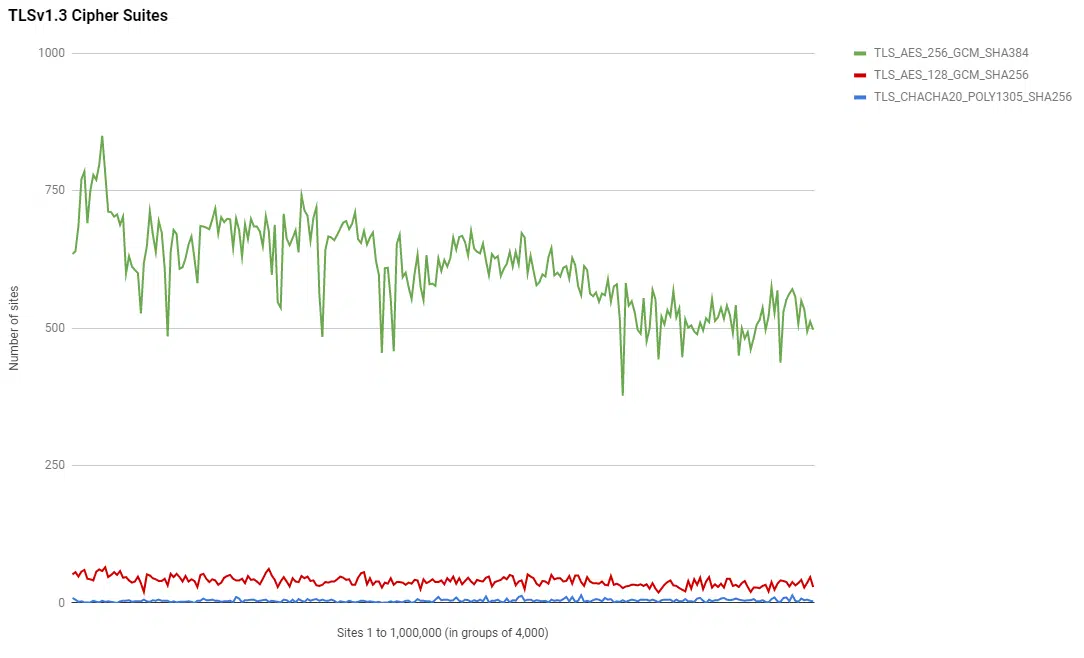 TLSv1.3 Cipher Suites
1000
750
500
250
0
Number of sites
Sites 1 to 1,000,000 (in groups of 4,000)
TLS_AES_256_GCM_SHA384
TLS_AES_128_GCM_SHA256
TLS_CHACHA20_POLY1305_SHA256